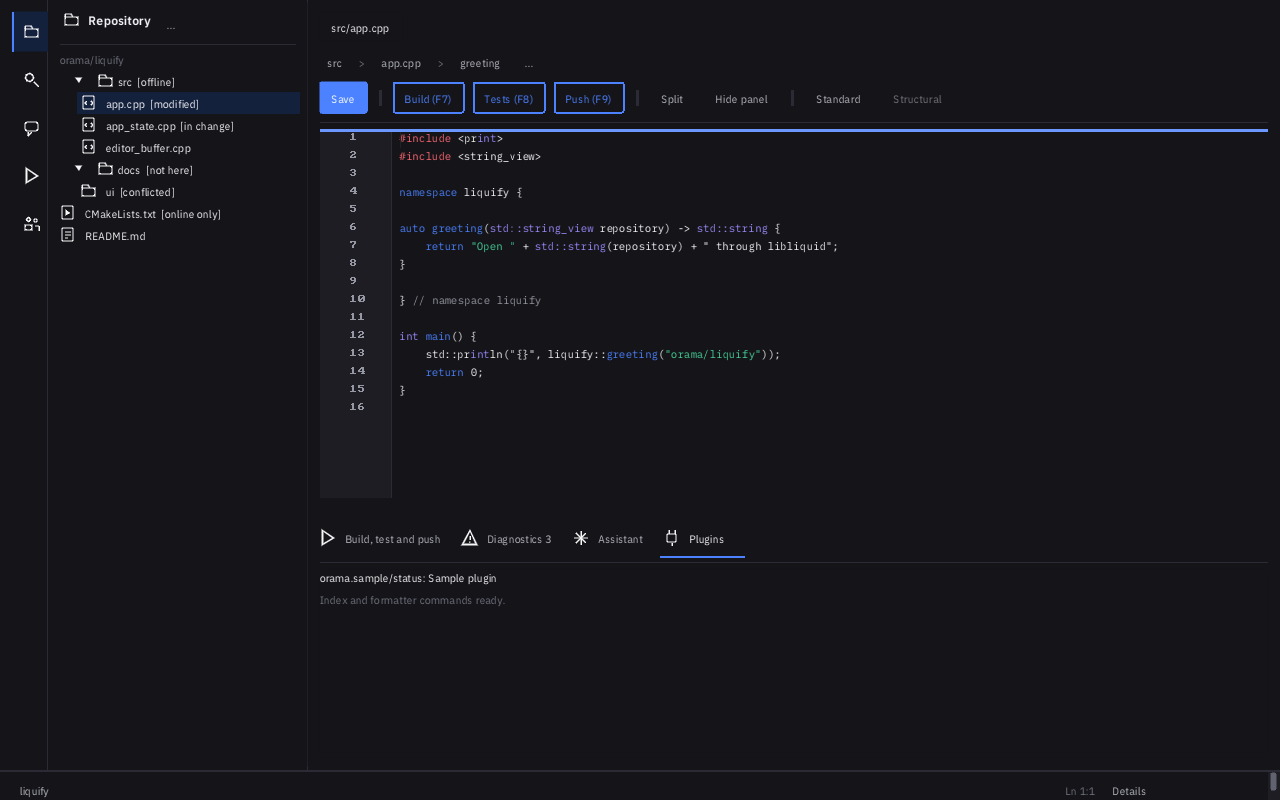 Repository ...
orama/liquify
src [offline]
app.cpp [modified]
app_state.cpp [in change]
editor_buffer.cpp
docs [not here]
ui [conflicted]
CMakeLists.txt [online only]
README.md
src/app.cpp
src > app.cpp > greeting ...
Save Build (F7) Tests (F8) Push (F9) Split Hide panel Standard Structural
1 #include <print>
2 #include <string_view>
3
4 namespace liquify {
5
6 auto greeting(std::string_view repository) -> std::string {
7     return "Open " + std::string(repository) + " through libliquid";
8 }
9
10 } // namespace liquify
11
12 int main() {
13     std::println("{}", liquify::greeting("orama/liquify"));
14     return 0;
15 }
16
Build, test and push Diagnostics 3 Assistant Plugins
orama.sample/status: Sample plugin
Index and formatter commands ready.
liquify Ln 1:1 Details